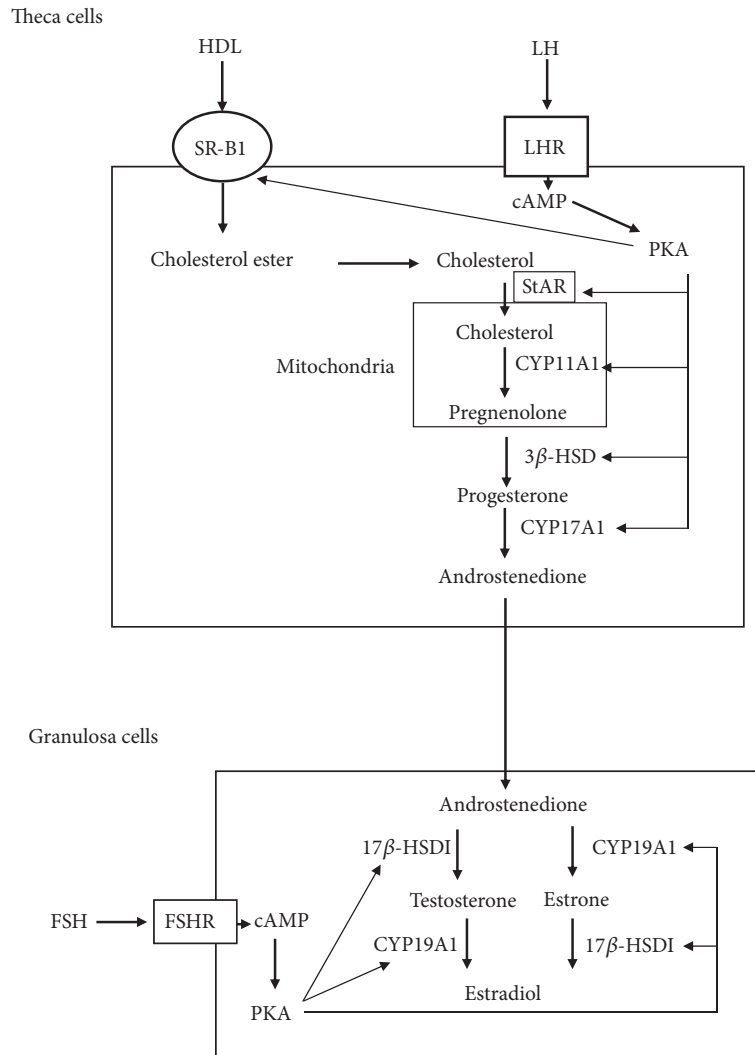 Theca cells
HDL
LH
SR-B1
LHR
cAMP
PKA
Cholesterol ester
Cholesterol
StAR
Cholesterol
Mitochondria
CYP11A1
Pregnenolone
3β-HSD
Progesterone
CYP17A1
Androstenedione
Granulosa cells
Androstenedione
17β-HSDI
CYP19A1
Testosterone
Estrone
FSH
FSHR
cAMP
CYP19A1
17β-HSDI
Estradiol
PKA